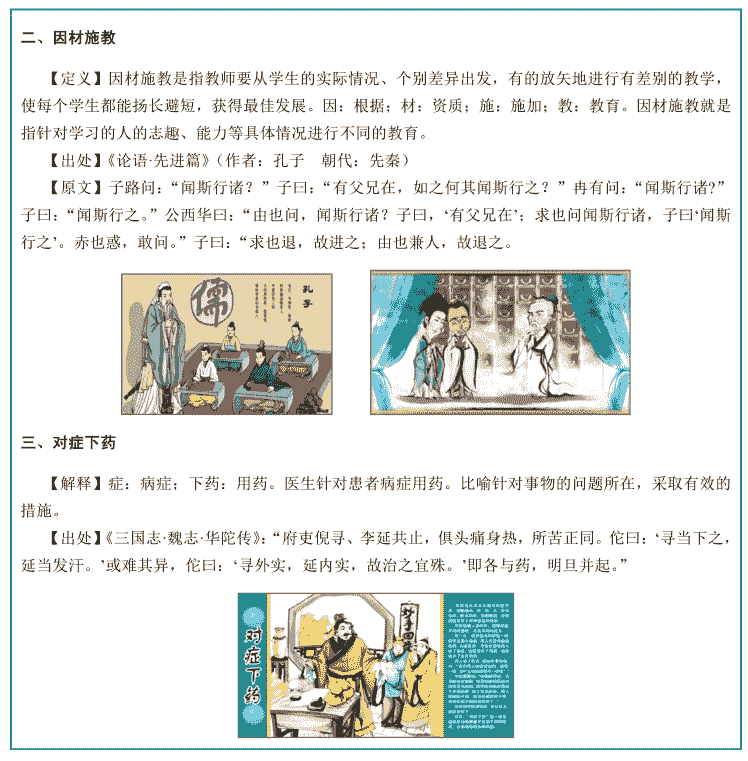 二、因材施教
【定义】因材施教是指教师要从学生的实际情况、个别差异出发，有的放矢地进行有差别的教学，
使每个学生都能扬长避短，获得最佳发展。因：根据；材：资质；施：施加；教：教育。因材施教就是
指针对学习的人的志趣、能力等具体情况进行不同的教育。
【出处】《论语·先进篇》（作者：孔子　朝代：先秦）
【原文】子路问：“闻斯行诸？”子曰：“有父兄在，如之何其闻斯行之？”冉有问：“闻斯行诸?”
子曰：“闻斯行之。”公西华曰：“由也问，闻斯行诸？子曰，‘有父兄在’；求也问闻斯行诸，子曰‘闻斯
行之’。赤也惑，敢问。”子曰：“求也退，故进之；由也兼人，故退之。
儒
孔子
三、对症下药
【解释】症：病症；下药：用药。医生针对患者病症用药。比喻针对事物的问题所在，采取有效的
措施。
【出处】《三国志·魏志·华陀传》：“府吏倪寻、李延共止，俱头痛身热，所苦正同。佗曰：‘寻当下之，
延当发汗。’或难其异，佗曰：‘寻外实，延内实，故治之宜殊。’即各与药，明旦并起。”
对症下药
妙手回春